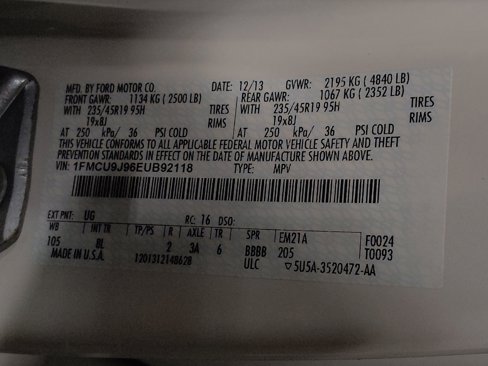 MFD. BY FORD MOTOR CO. DATE: 12/13 GVWR: 2195 KG ( 4840 LB)
FRONT GAWR: 1134 KG ( 2500 LB) REAR GAWR: 1067 KG ( 2352 LB)
WITH 235/45R19 95H TIRES WITH 235/45R19 95H TIRES
19x8J RIMS 19x8J RIMS
AT 250 kPa/ 36 PSI COLD AT 250 kPa/ 36 PSI COLD
THIS VEHICLE CONFORMS TO ALL APPLICABLE FEDERAL MOTOR VEHICLE SAFETY AND THEFT
PREVENTION STANDARDS IN EFFECT ON THE DATE OF MANUFACTURE SHOWN ABOVE.
VIN: 1FMCU9J96EUB92118 TYPE: MPV
EXT PNT: UG RC: 16 DSO:
WB INT TR TP/PS R AXLE TR SPR EM21A F0024
105 8L 2 3A 6 BBBB 205 T0093
MADE IN U.S.A. 1201312148628 ULC ▽5U5A-3520472-AA